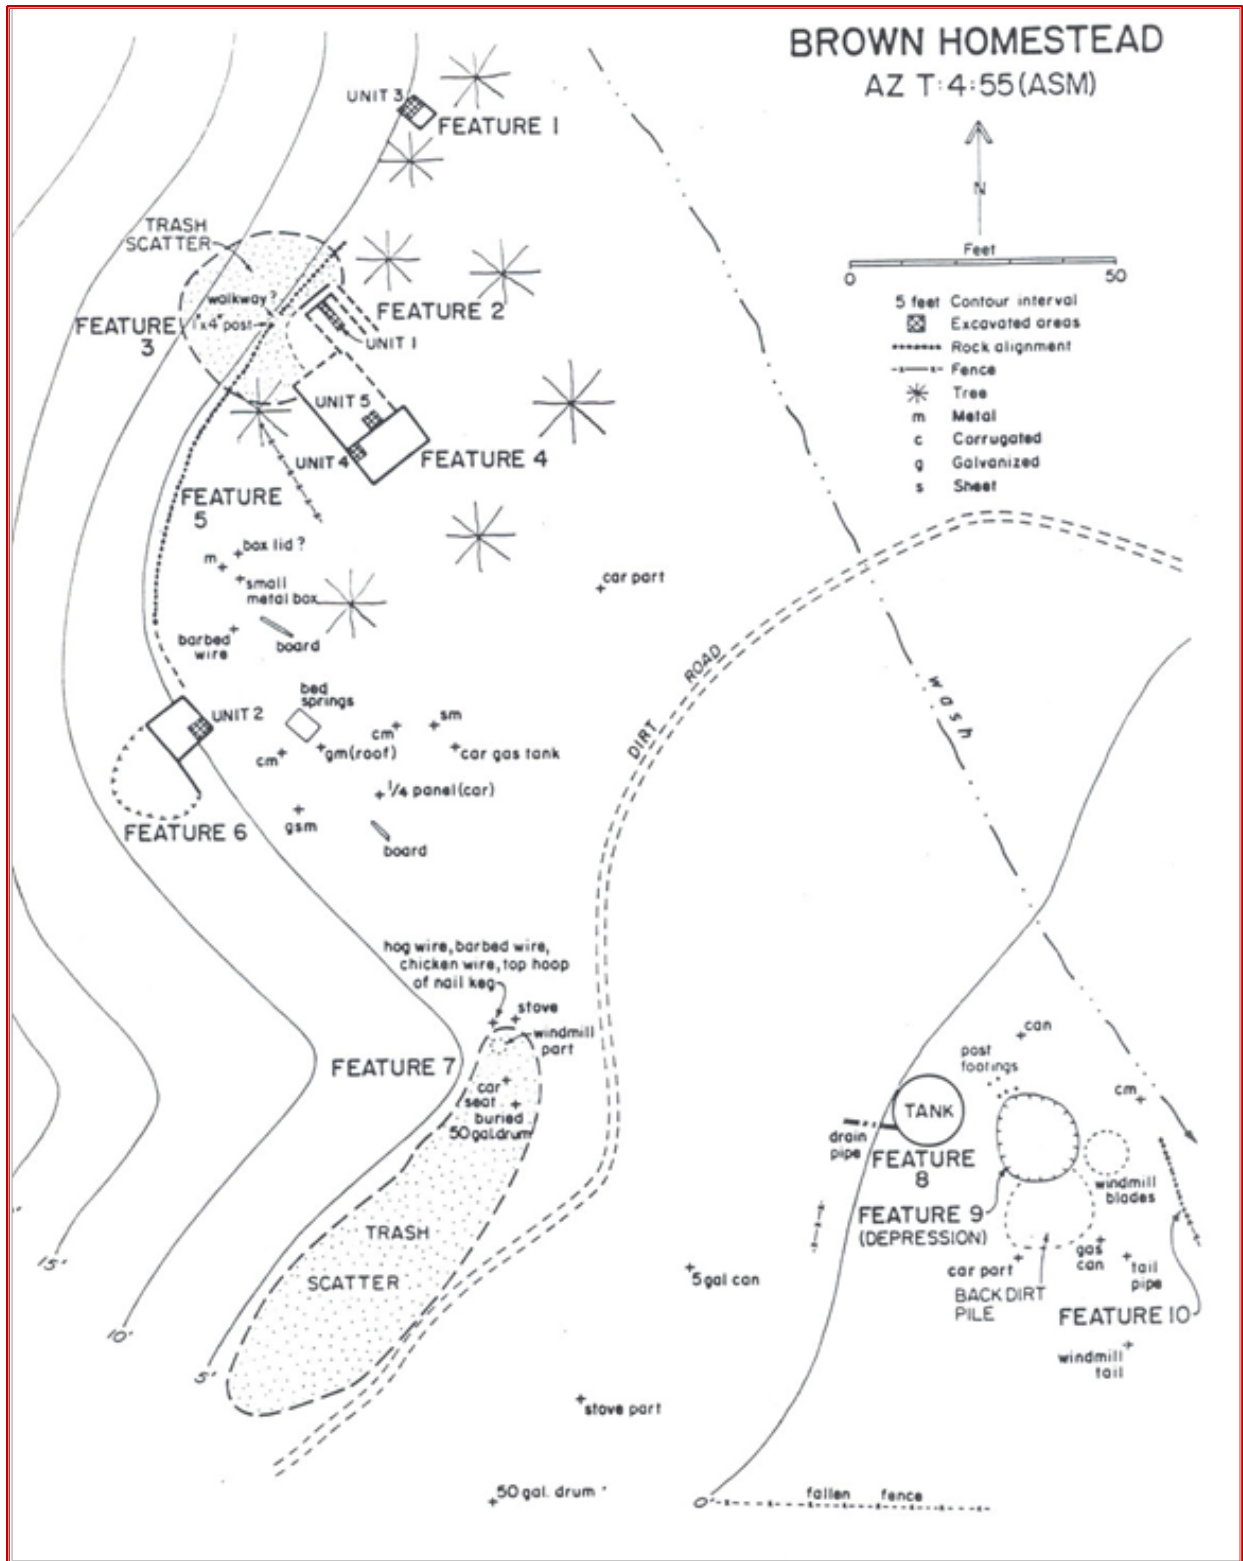 BROWN HOMESTEAD
AZ T:4:55(ASM)
N
Feet
0 50
5 feet Contour interval
Excavated areas
Rock alignment
Fence
Tree
m Metal
c Corrugated
g Galvanized
s Sheet
UNIT 3
FEATURE 1
TRASH
SCATTER
walkway?
1"x4" post
FEATURE
3
FEATURE 2
UNIT 1
UNIT 5
UNIT 4
FEATURE 4
FEATURE
5
box lid ?
m
small
metal box
barbed
wire
board
car part
DIRT ROAD
wash
bed
springs
UNIT 2
cm
sm
cm
gm(roof)
car gas tank
1/4 panel(car)
gsm
board
FEATURE 6
hog wire, barbed wire,
chicken wire, top hoop
of nail keg
stove
windmill
part
FEATURE 7
car
seat
buried
50 gal.drum
TRASH
SCATTER
can
post
footings
cm
TANK
drain
pipe
FEATURE
8
windmill
blades
FEATURE 9
(DEPRESSION)
gas
can
car part
tail
pipe
BACK DIRT
PILE
FEATURE 10
windmill
tail
5 gal can
stove part
50 gal. drum
fallen fence
15'
10'
5'
0'